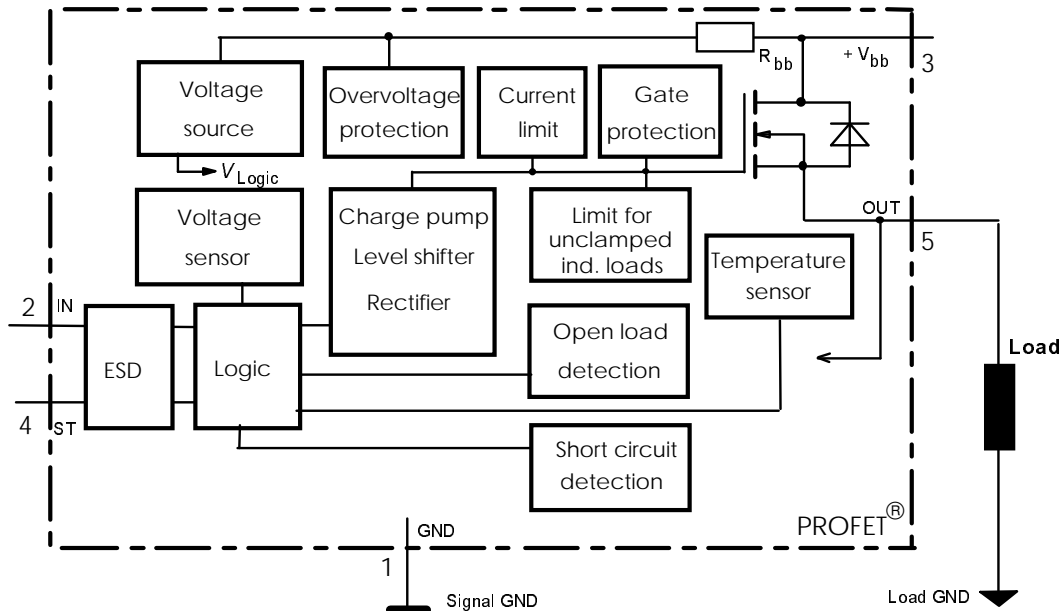 R bb
+ V bb
3
Voltage
source
Overvoltage
protection
Current
limit
Gate
protection
V Logic
Voltage
sensor
Charge pump
Level shifter
Rectifier
Limit for
unclamped
ind. loads
OUT
5
Temperature
sensor
2
IN
ESD
Logic
Open load
detection
Load
4
ST
Short circuit
detection
PROFET®
GND
1
Signal GND
Load GND